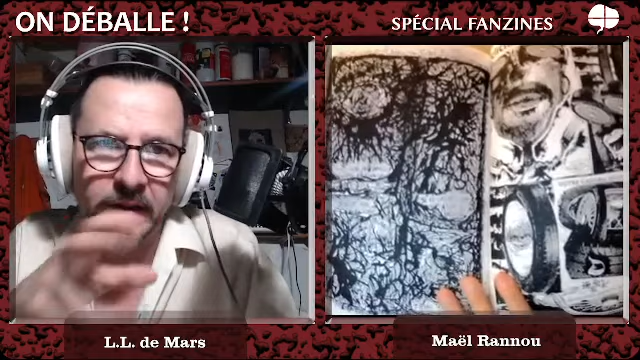 ON DÉBALLE !
SPÉCIAL FANZINES
L.L. de Mars
Maël Rannou